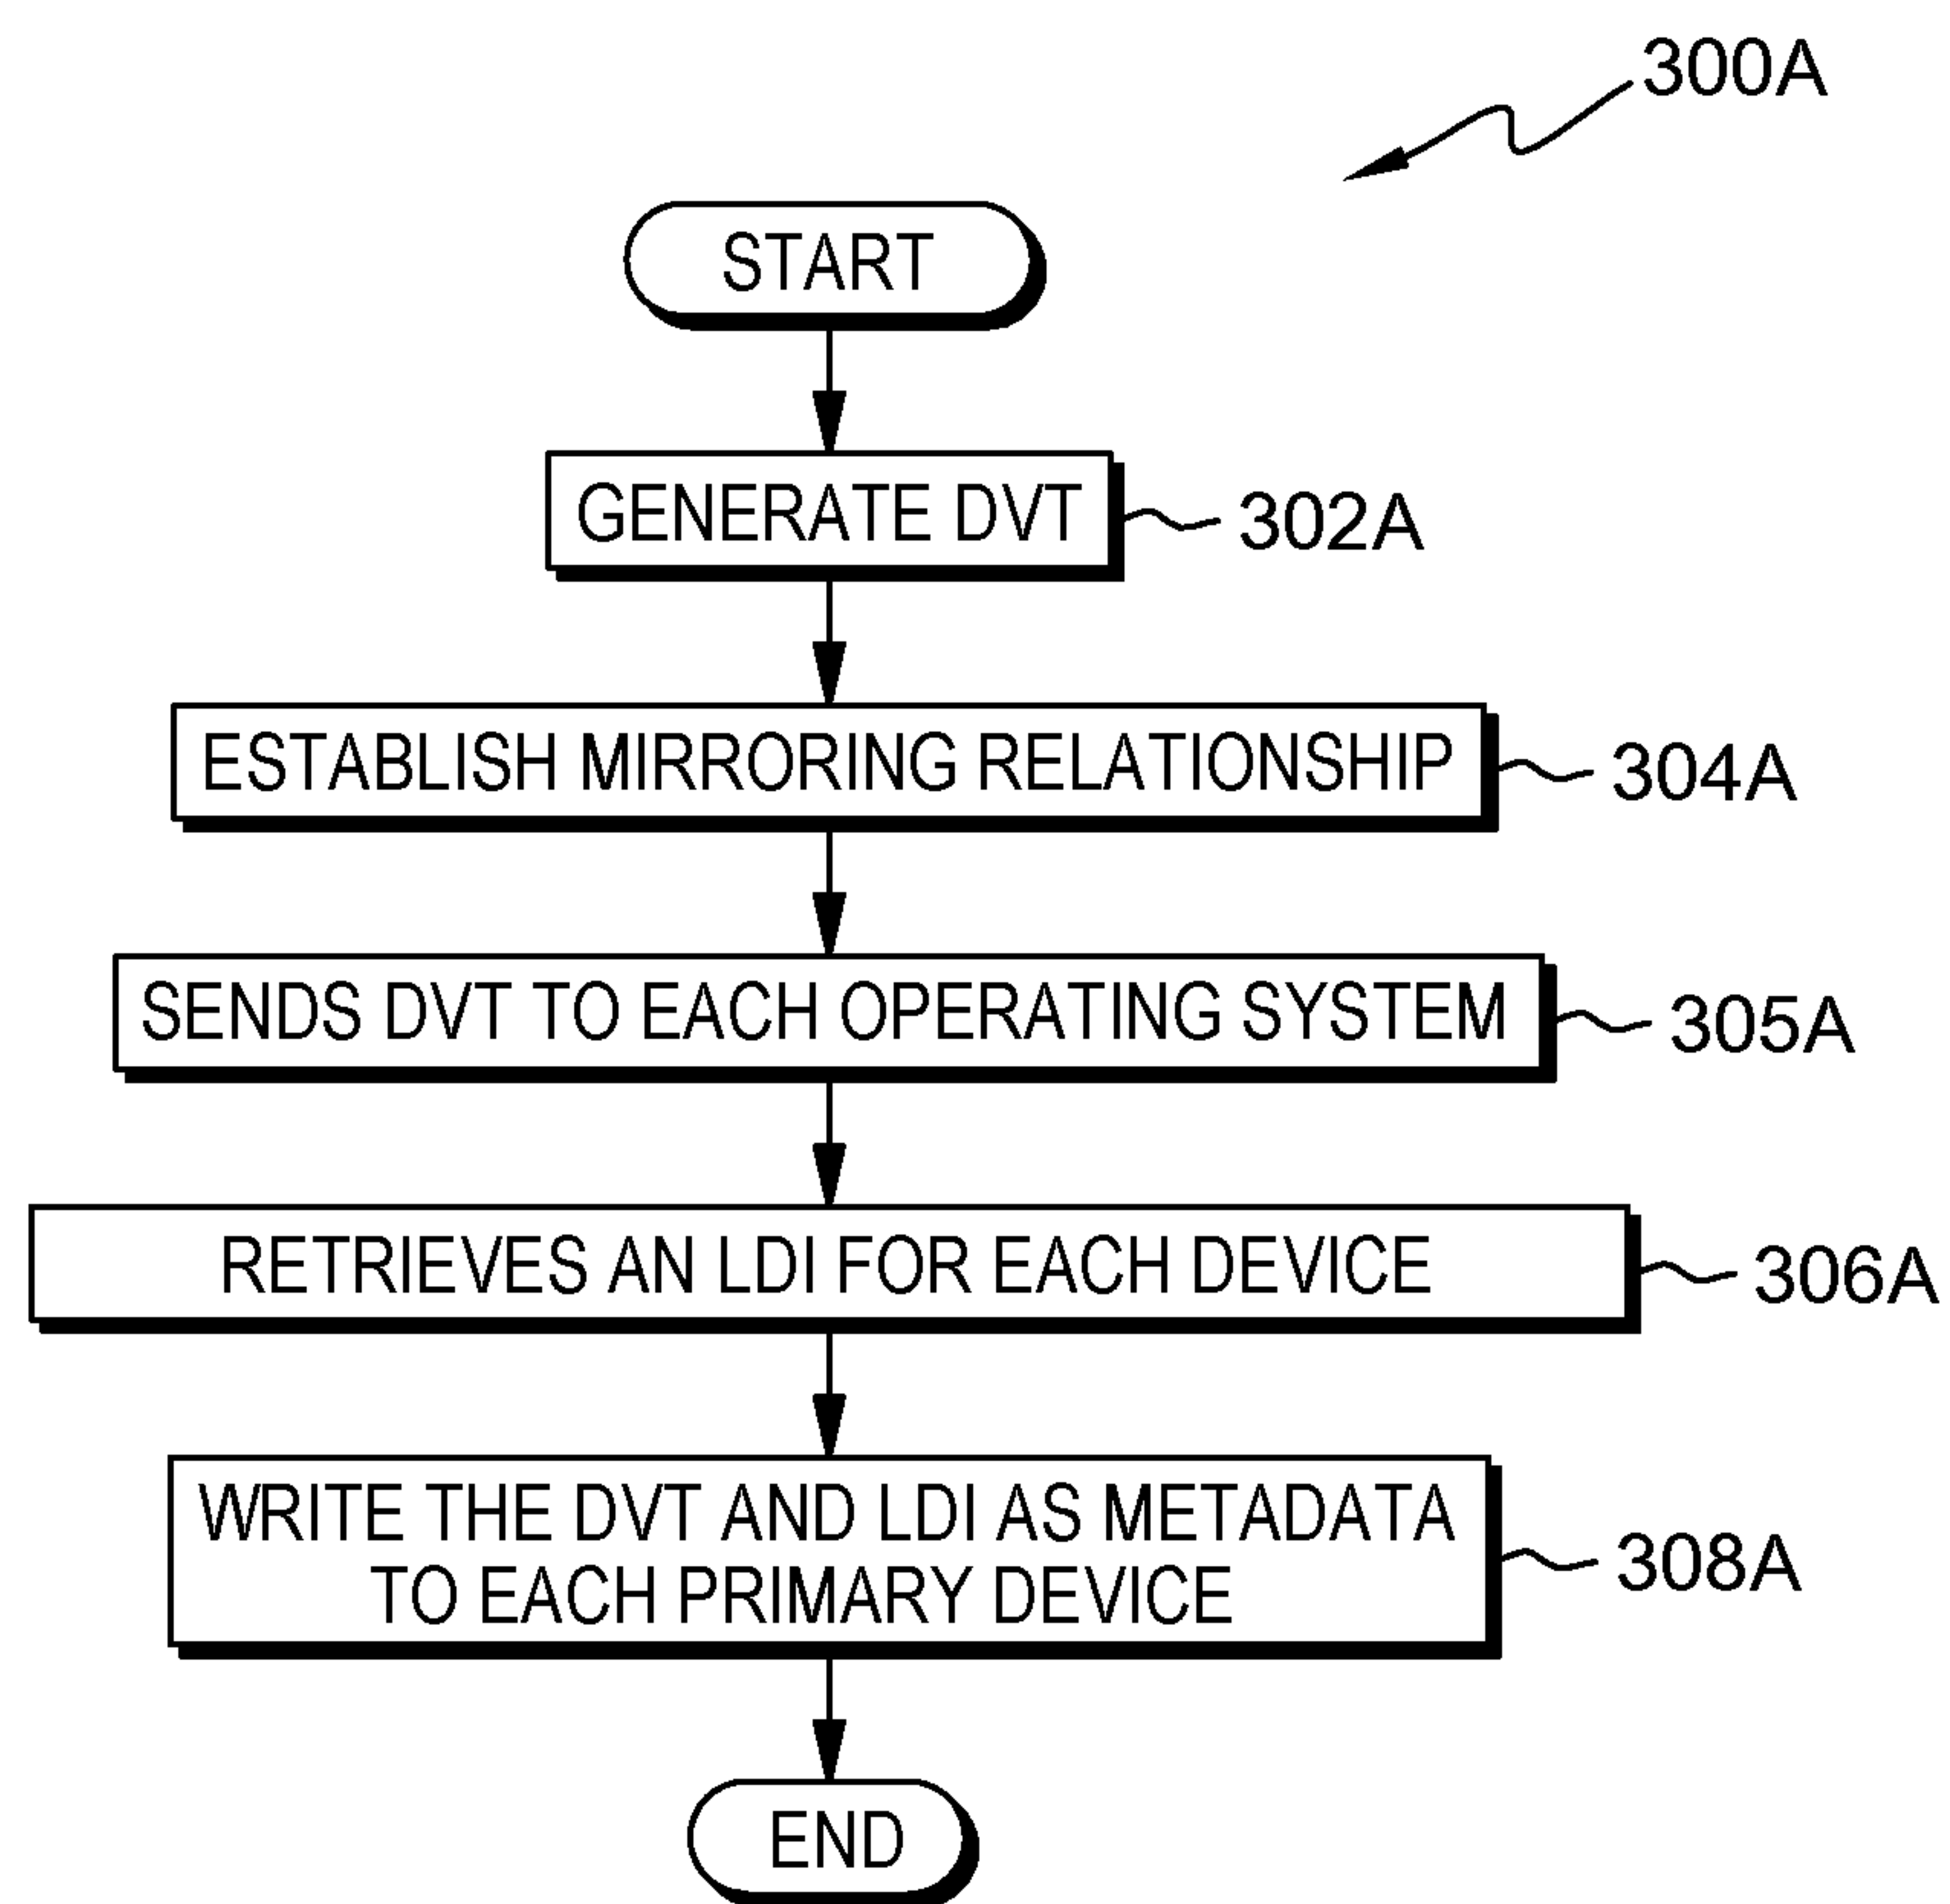 300A
START
GENERATE DVT
302A
ESTABLISH MIRRORING RELATIONSHIP
304A
SENDS DVT TO EACH OPERATING SYSTEM
305A
RETRIEVES AN LDI FOR EACH DEVICE
306A
WRITE THE DVT AND LDI AS METADATA
TO EACH PRIMARY DEVICE
308A
END